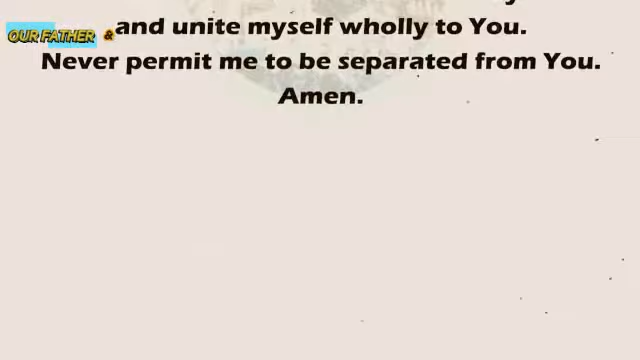 OUR FATHER &
and unite myself wholly to You.
Never permit me to be separated from You.
Amen.